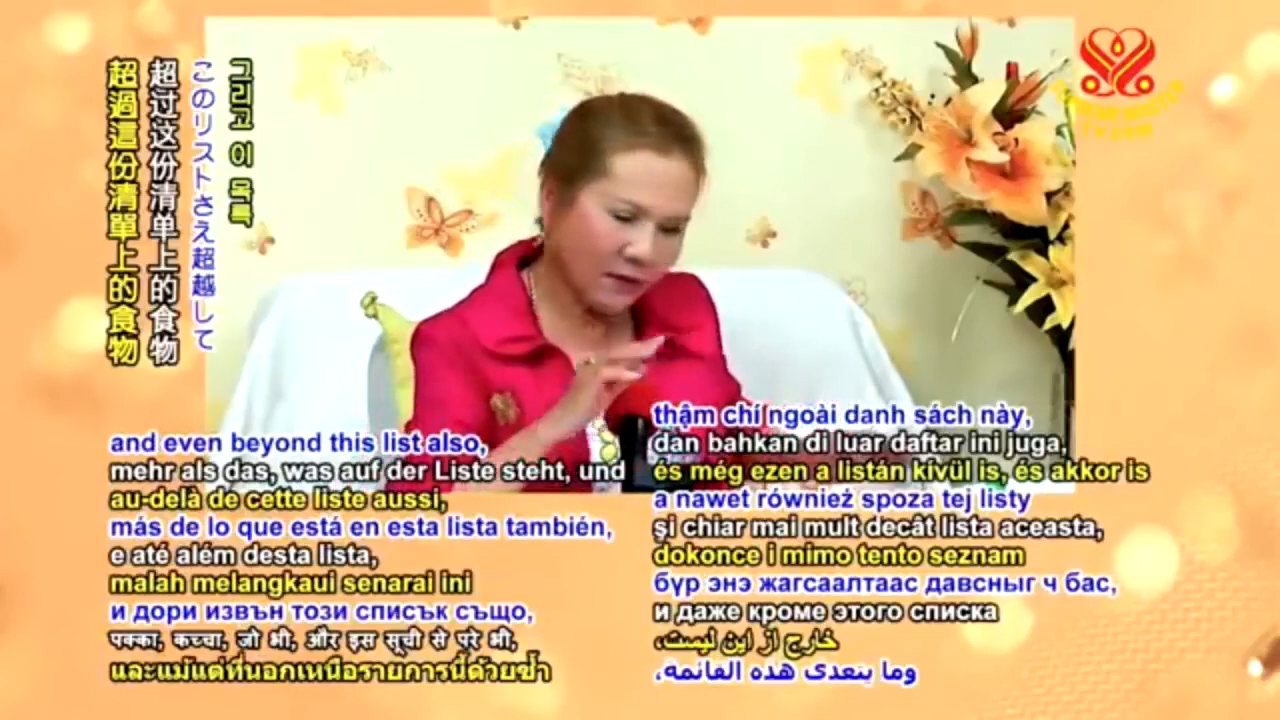 超過這份清單上的食物
超过这份清单上的食物
このリストさえ超越して
그리고 이 목록
and even beyond this list also,
mehr als das, was auf der Liste steht, und
au-delà de cette liste aussi,
más de lo que está en esta lista también,
e até além desta lista,
malah melangkaui senarai ini
и дори извън този списък също,
पक्का, कच्चा, जो भी, और इस सूची से परे भी,
และแม้แต่ที่นอกเหนือรายการนี้ด้วยซ้ำ
thậm chí ngoài danh sách này,
dan bahkan di luar daftar ini juga,
és még ezen a listán kívül is, és akkor is
a nawet również spoza tej listy
şi chiar mai mult decât lista aceasta,
dokonce i mimo tento seznam
бүр энэ жагсаалтаас давсныг ч бас,
и даже кроме этого списка
خارج از این لیست،
وما يتعدى هذه القائمة،